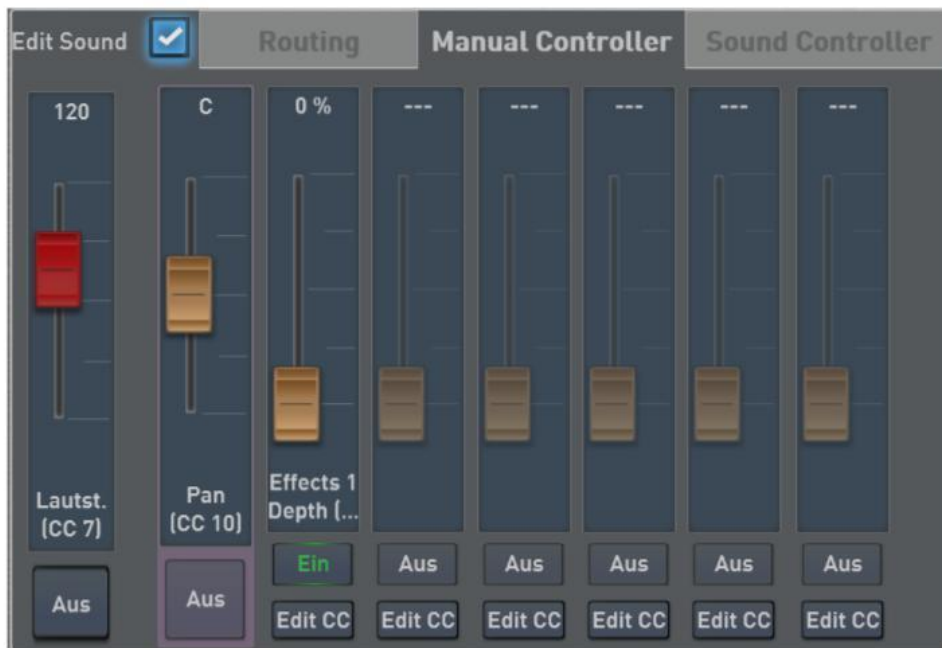 Edit Sound Routing Manual Controller Sound Controller
120 C 0 % --- --- --- --- ---
Effects 1
Lautst. Pan Depth (...
(CC 7) (CC 10)
Ein Aus Aus Aus Aus Aus
Aus Aus
Edit CC Edit CC Edit CC Edit CC Edit CC Edit CC